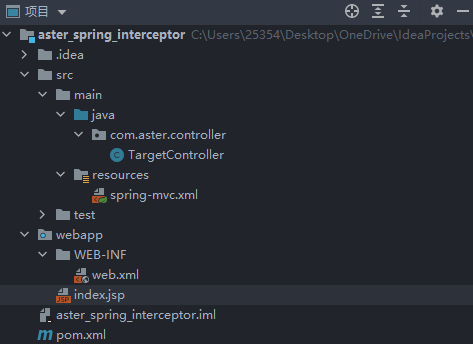 项目
aster_spring_interceptor C:\Users\25354\Desktop\OneDrive\IdeaProjects\
.idea
src
main
java
com.aster.controller
TargetController
resources
spring-mvc.xml
test
webapp
WEB-INF
web.xml
index.jsp
aster_spring_interceptor.iml
pom.xml